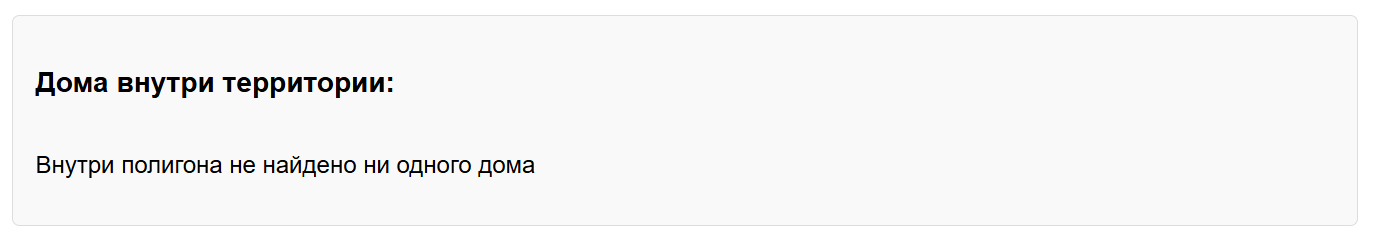 Дома внутри территории:
Внутри полигона не найдено ни одного дома